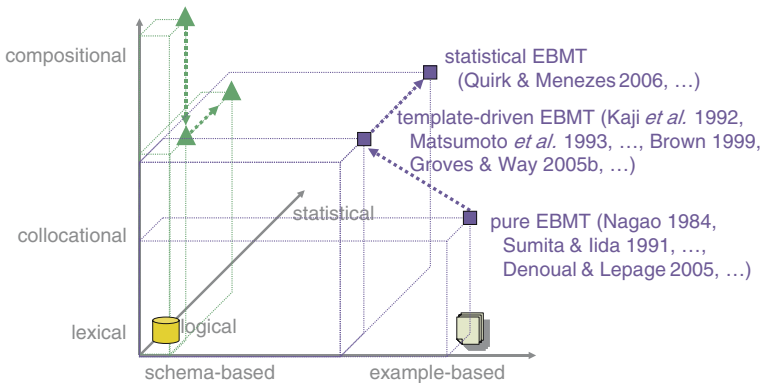 compositional
statistical EBMT
(Quirk & Menezes 2006, …)
template-driven EBMT (Kaji et al. 1992,
Matsumoto et al. 1993, …, Brown 1999,
Groves & Way 2005b, …)
statistical
collocational
pure EBMT (Nagao 1984,
Sumita & Iida 1991, …,
Denoual & Lepage 2005, …)
lexical
logical
schema-based
example-based